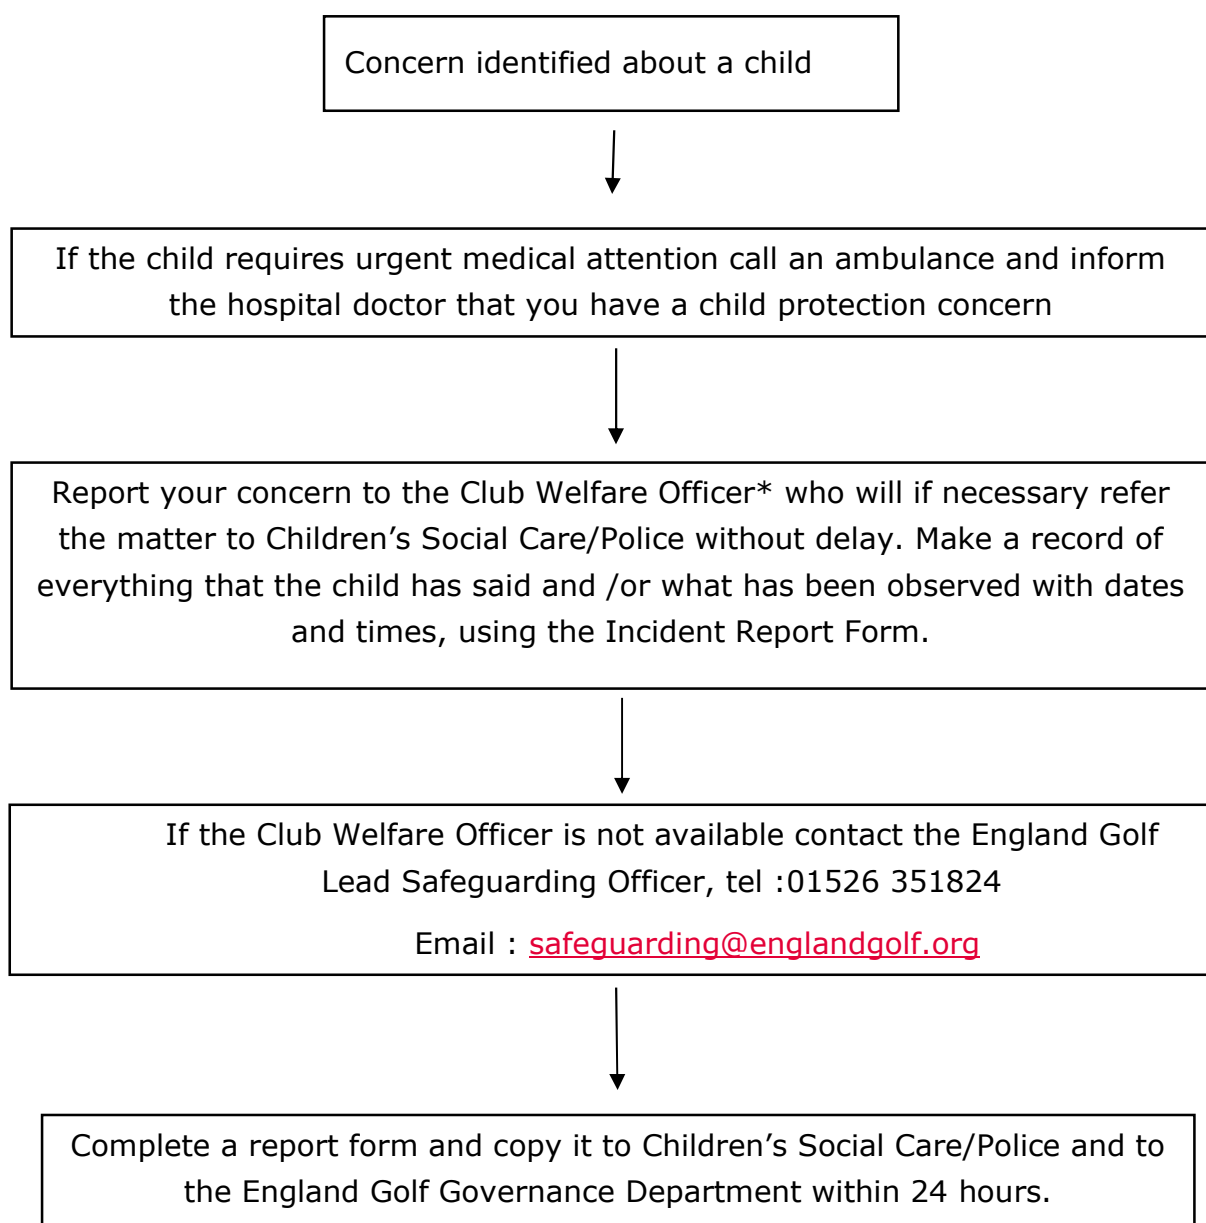 Concern identified about a child
If the child requires urgent medical attention call an ambulance and inform
the hospital doctor that you have a child protection concern
Report your concern to the Club Welfare Officer* who will if necessary refer
the matter to Children’s Social Care/Police without delay. Make a record of
everything that the child has said and /or what has been observed with dates
and times, using the Incident Report Form.
If the Club Welfare Officer is not available contact the England Golf
Lead Safeguarding Officer, tel :01526 351824
Email : safeguarding@englandgolf.org
Complete a report form and copy it to Children’s Social Care/Police and to
the England Golf Governance Department within 24 hours.